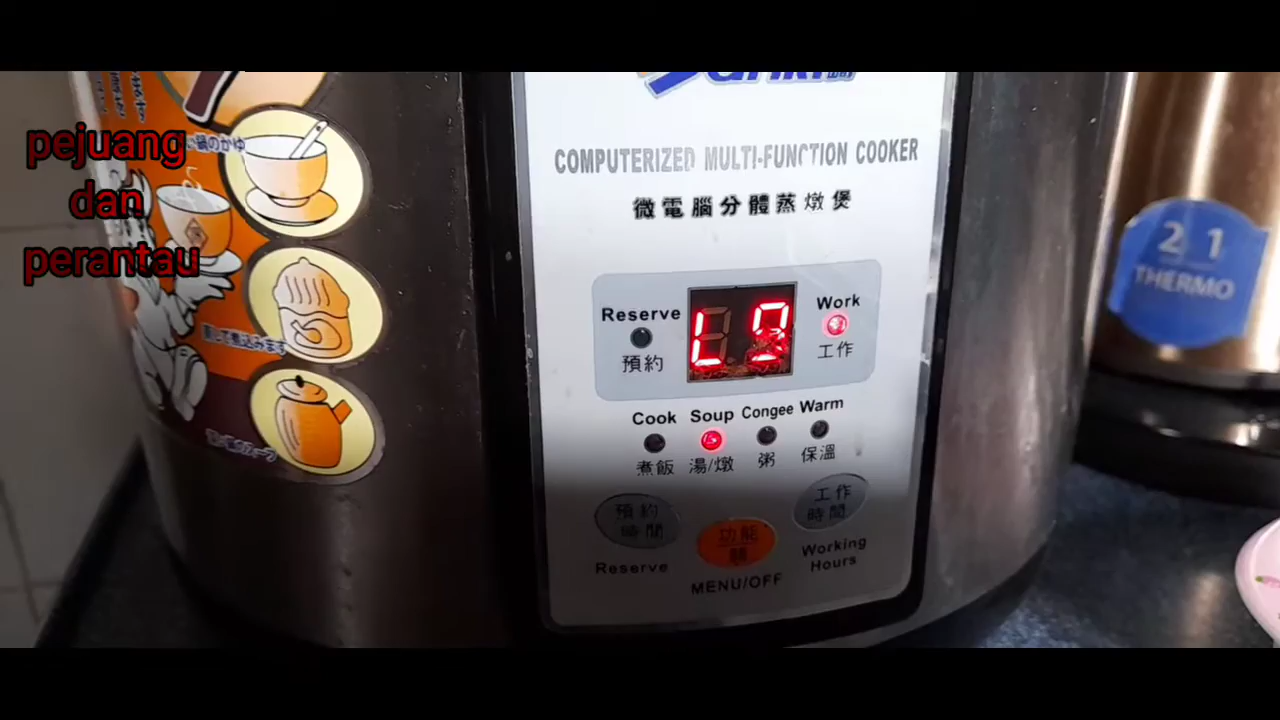 COMPUTERIZED MULTI-FUNCTION COOKER
微電腦分體蒸燉煲
pejuang
dan
perantau
2 1
THERMO
Reserve
預約
Work
工作
Cook Soup Congee Warm
煮飯 湯/燉 粥 保溫
預約
時間
Reserve
功能
MENU/OFF
工作
時間
Working
Hours